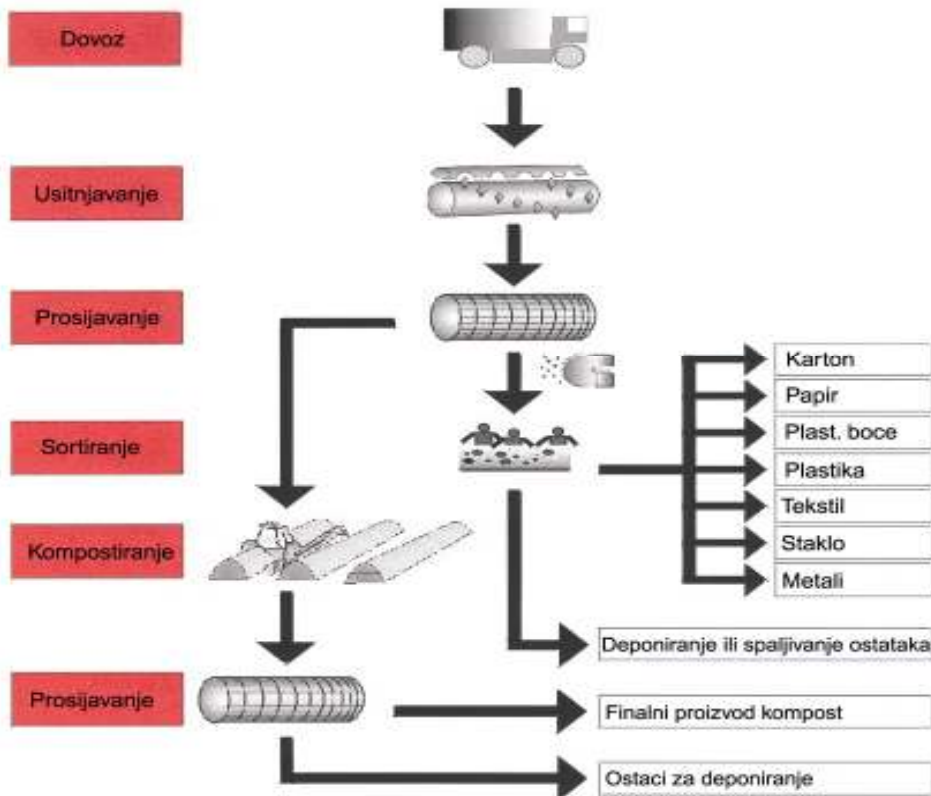 Dovoz
Usitnjavanje
Prosijavanje
Karton
Papir
Plast. boce
Sortiranje
Plastika
Tekstil
Staklo
Kompostiranje
Metali
Deponiranje ili spaljivanje ostataka
Prosijavanje
Finalni proizvod kompost
Ostaci za deponiranje